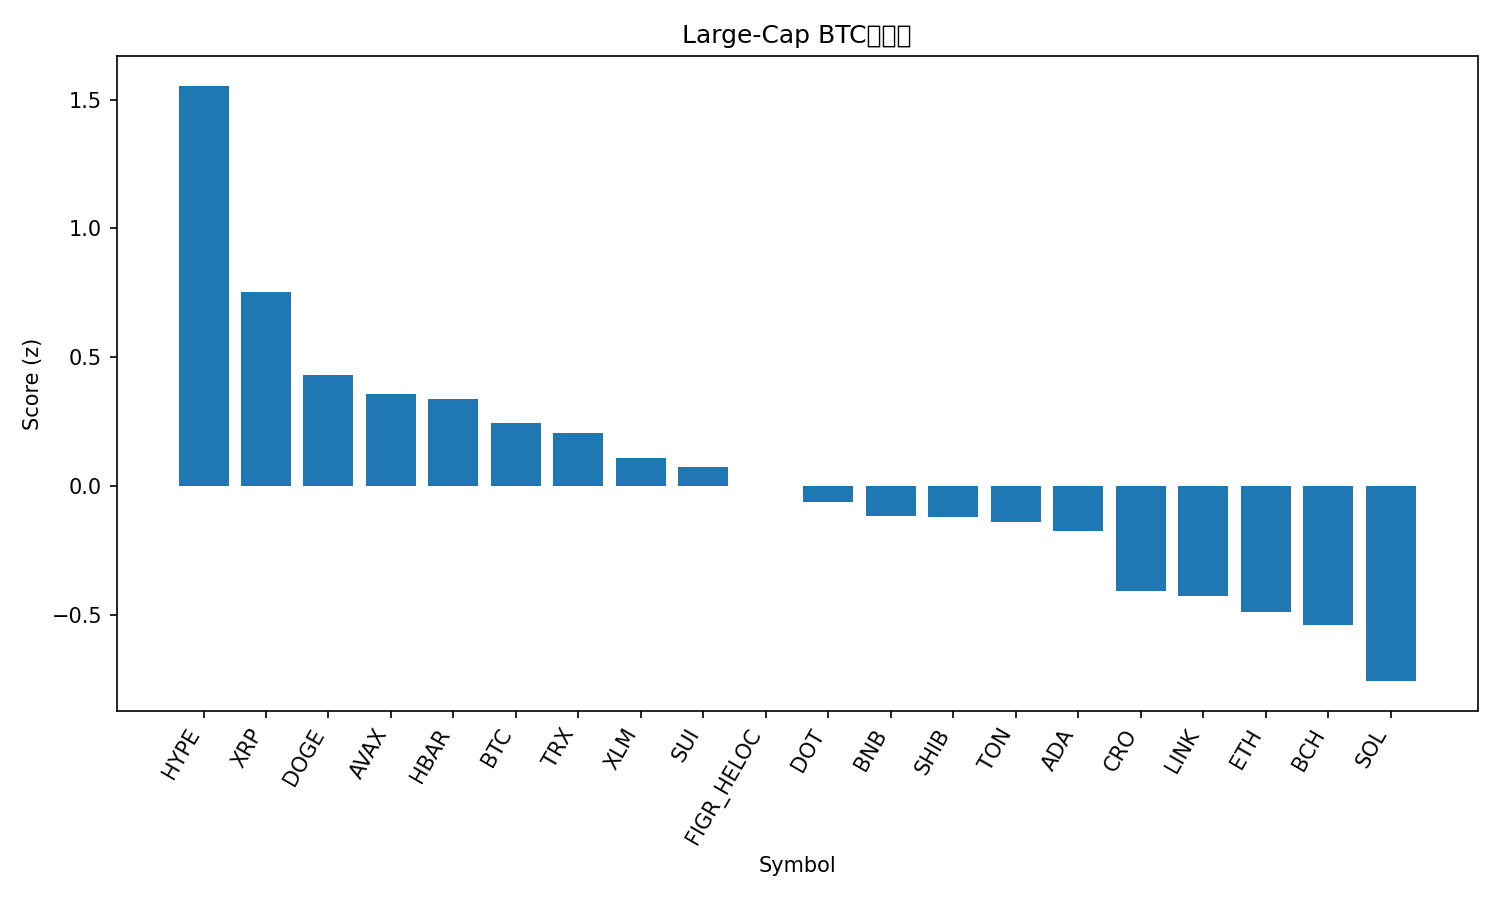 Large-Cap BTC
1.5
1.0
0.5
0.0
−0.5
Score (z)
HYPE
XRP
DOGE
AVAX
HBAR
BTC
TRX
XLM
SUI
FIGR_HELOC
DOT
BNB
SHIB
TON
ADA
CRO
LINK
ETH
BCH
SOL
Symbol